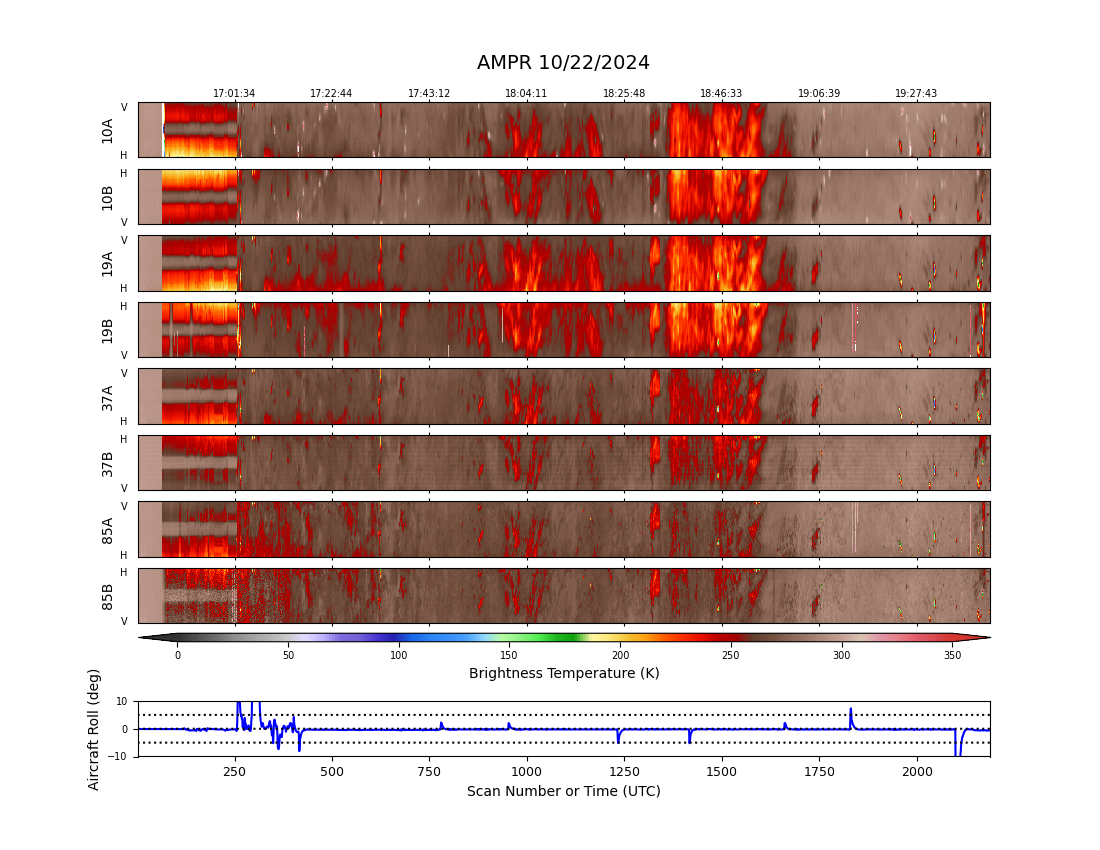 AMPR 10/22/2024
17:01:34 17:22:44 17:43:12 18:04:11 18:25:48 18:46:33 19:06:39 19:27:43
V
10A
H
H
10B
V
V
19A
H
H
19B
V
V
37A
H
H
37B
V
V
85A
H
H
85B
V
0 50 100 150 200 250 300 350
Brightness Temperature (K)
Aircraft Roll (deg)
10
0
−10
250 500 750 1000 1250 1500 1750 2000
Scan Number or Time (UTC)